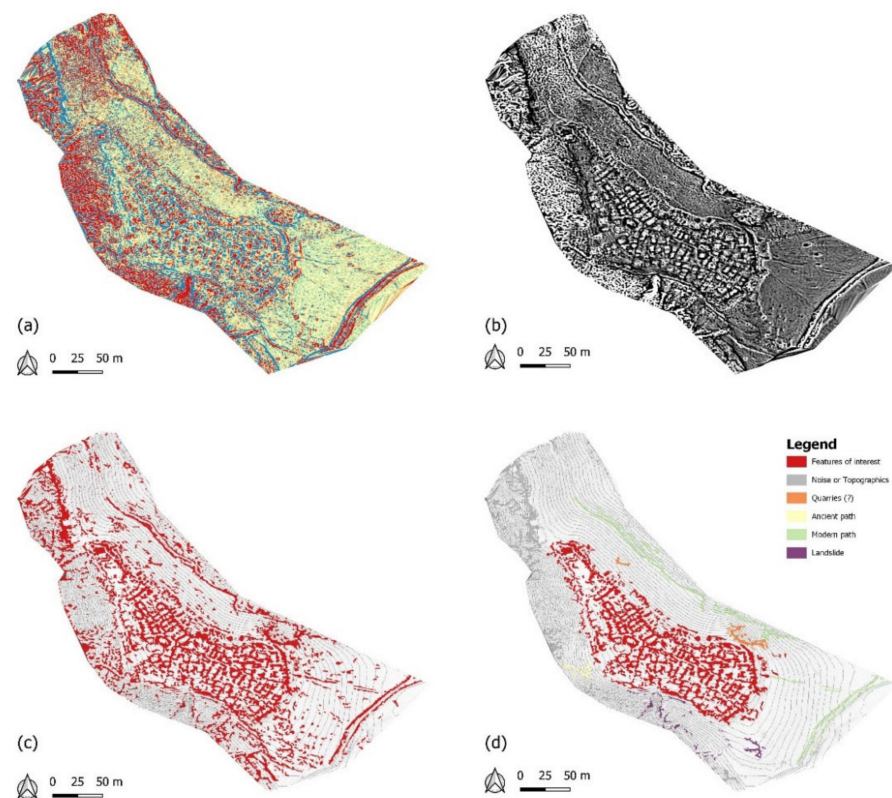 (a)
0 25 50 m
(b)
0 25 50 m
(c)
0 25 50 m
Legend
Features of interest
Noise or Topographics
Quarries (?)
Ancient path
Modern path
Landslide
(d)
0 25 50 m